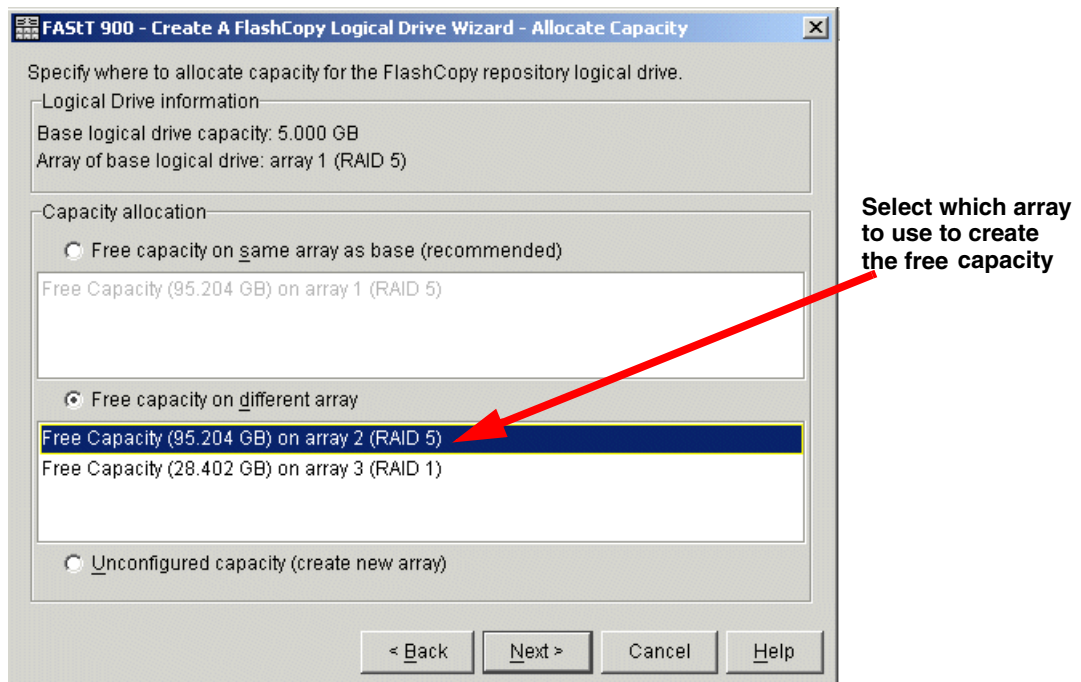 FAStT 900 - Create A FlashCopy Logical Drive Wizard - Allocate Capacity
Specify where to allocate capacity for the FlashCopy repository logical drive.
Logical Drive information
Base logical drive capacity: 5.000 GB
Array of base logical drive: array 1 (RAID 5)
Capacity allocation
Free capacity on same array as base (recommended)
Free Capacity (95.204 GB) on array 1 (RAID 5)
Free capacity on different array
Free Capacity (95.204 GB) on array 2 (RAID 5)
Free Capacity (28.402 GB) on array 3 (RAID 1)
Unconfigured capacity (create new array)
< Back
Next >
Cancel
Help
Select which array
to use to create
the free capacity